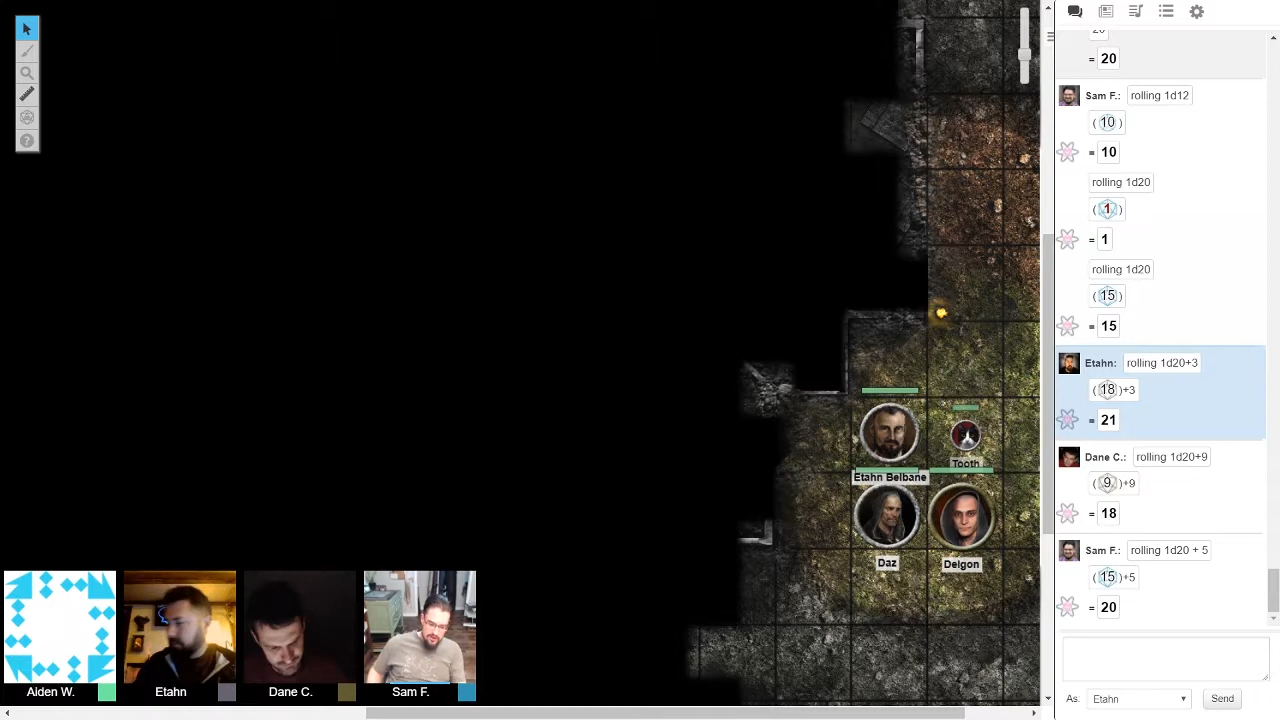 20
= 20
Sam F.: rolling 1d12
(10)
= 10
rolling 1d20
(1)
= 1
rolling 1d20
(15)
= 15
Etahn: rolling 1d20+3
(18)+3
= 21
Dane C.: rolling 1d20+9
(9)+9
= 18
Sam F.: rolling 1d20 + 5
(15)+5
= 20
Tooth
Etahn Belbane
Daz
Delgon
Aiden W.
Etahn
Dane C.
Sam F.
As: Etahn
Send